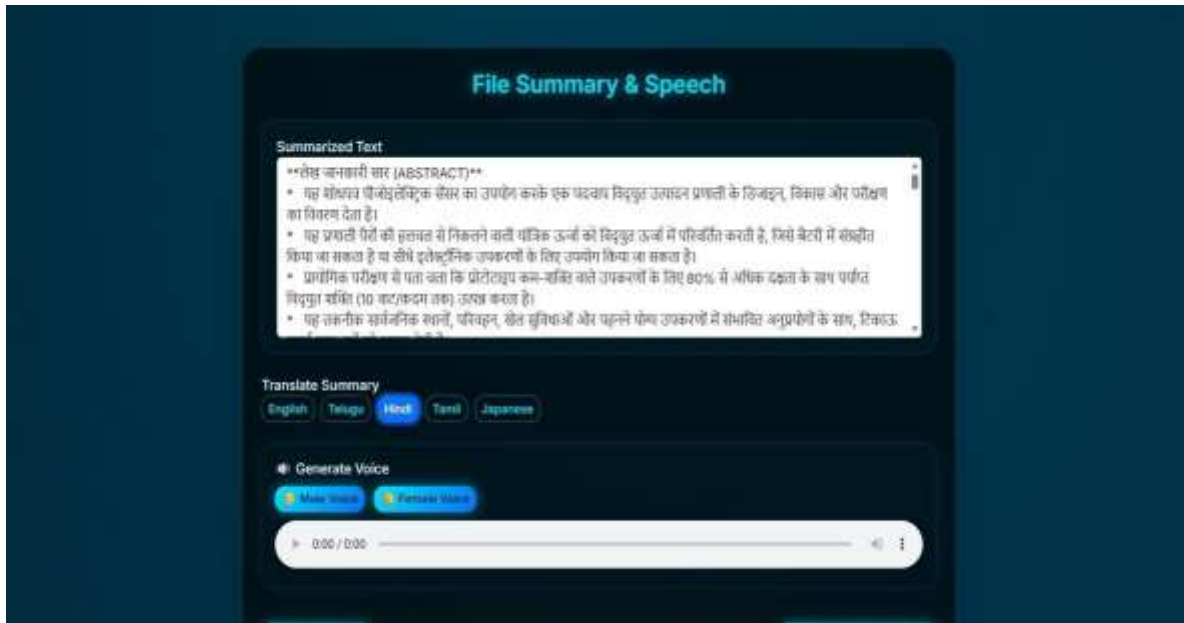 File Summary & Speech
Summarized Text
**लेख जानकारी सार (ABSTRACT)**
* यह शोधपत्र पीजोइलेक्ट्रिक सेंसर का उपयोग करके एक पदचाप विद्युत उत्पादन प्रणाली के डिजाइन, विकास और परीक्षण
का विवरण देता है।
* यह प्रणाली पैरों की हलचल से निकलने वाली यांत्रिक ऊर्जा को विद्युत ऊर्जा में परिवर्तित करती है, जिसे बैटरी में संग्रहीत
किया जा सकता है या सीधे इलेक्ट्रॉनिक उपकरणों के लिए उपयोग किया जा सकता है।
* प्रायोगिक परीक्षण से पता चला कि प्रोटोटाइप कम-शक्ति वाले उपकरणों के लिए 80% से अधिक दक्षता के साथ पर्याप्त
विद्युत शक्ति (10 वाट/कदम तक) उत्पन्न करता है।
* यह तकनीक सार्वजनिक स्थानों, परिवहन, खेल सुविधाओं और पहनने योग्य उपकरणों में संभावित अनुप्रयोगों के साथ, टिकाऊ
Translate Summary
English Telugu Hindi Tamil Japanese
Generate Voice
Male Voice Female Voice
0:00 / 0:00